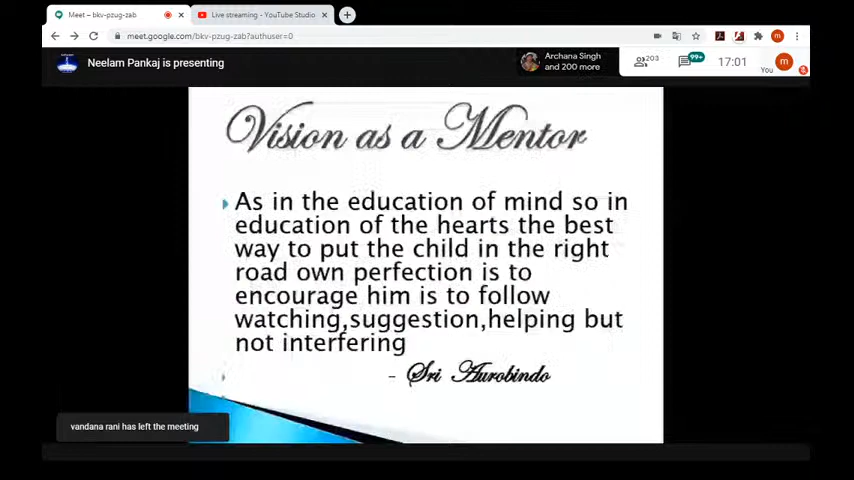 Meet – bkv-pzug-zab
Live streaming - YouTube Studio
meet.google.com/bkv-pzug-zab?authuser=0
Neelam Pankaj is presenting
Archana Singh
and 200 more
203
99+
17:01
m
You
Vision as a Mentor
As in the education of mind so in
education of the hearts the best
way to put the child in the right
road own perfection is to
encourage him is to follow
watching,suggestion,helping but
not interfering
– Sri Aurobindo
vandana rani has left the meeting